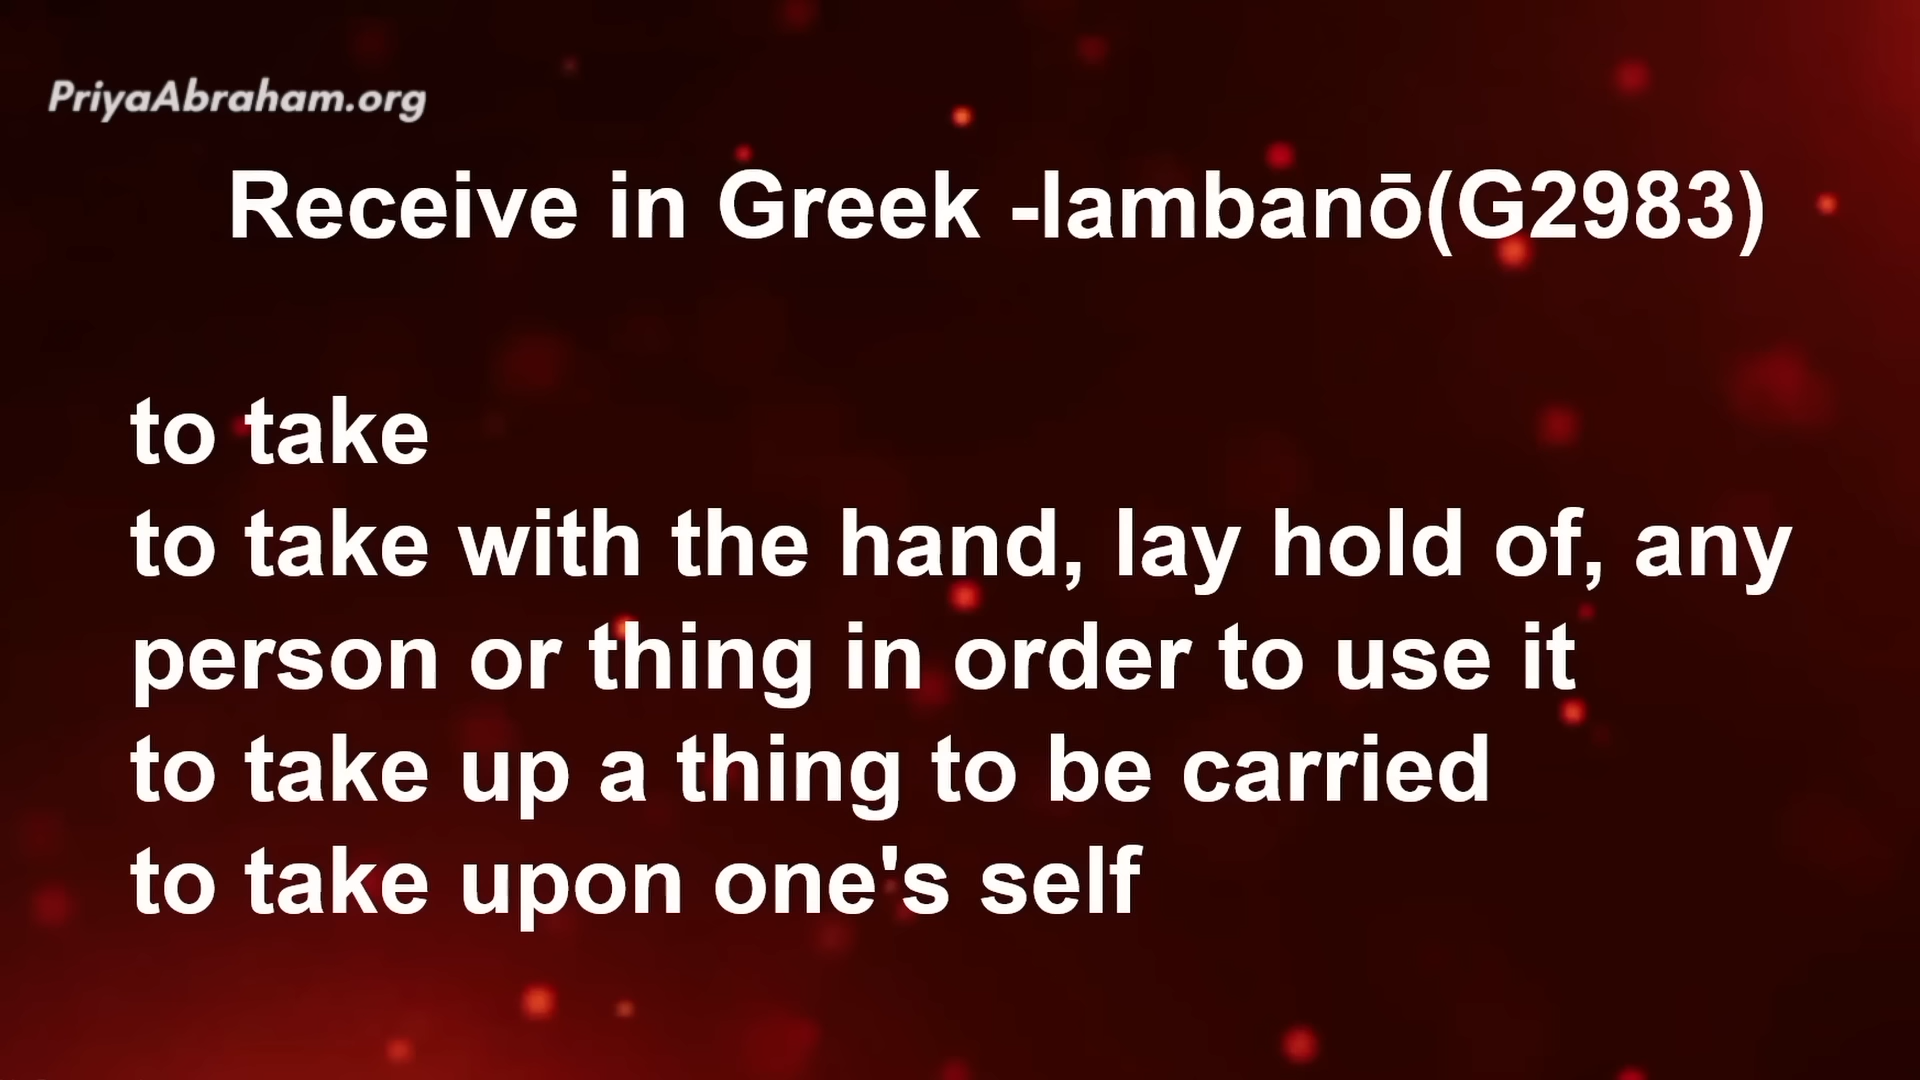 PriyaAbraham.org
Receive in Greek -lambanō(G2983)
to take
to take with the hand, lay hold of, any
person or thing in order to use it
to take up a thing to be carried
to take upon one's self